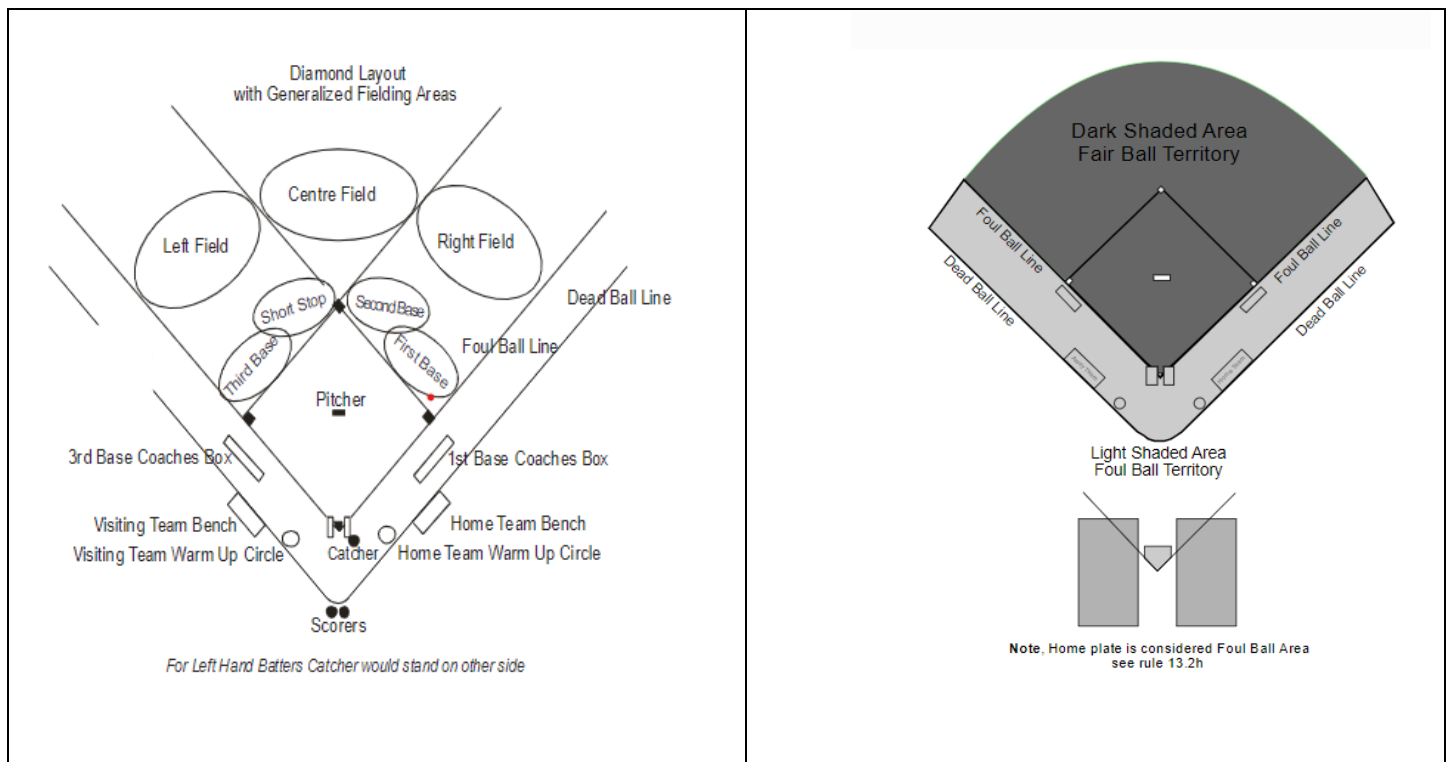 Diamond Layout
with Generalized Fielding Areas
Centre Field
Left Field
Right Field
Short Stop
Second Base
Dead Ball Line
Third Base
First Base
Foul Ball Line
Pitcher
3rd Base Coaches Box
1st Base Coaches Box
Visiting Team Bench
Home Team Bench
Visiting Team Warm Up Circle
Catcher
Home Team Warm Up Circle
Scorers
For Left Hand Batters Catcher would stand on other side
Dark Shaded Area
Fair Ball Territory
Foul Ball Line
Foul Ball Line
Dead Ball Line
Dead Ball Line
Away Team
Home Team
Light Shaded Area
Foul Ball Territory
Note, Home plate is considered Foul Ball Area
see rule 13.2h